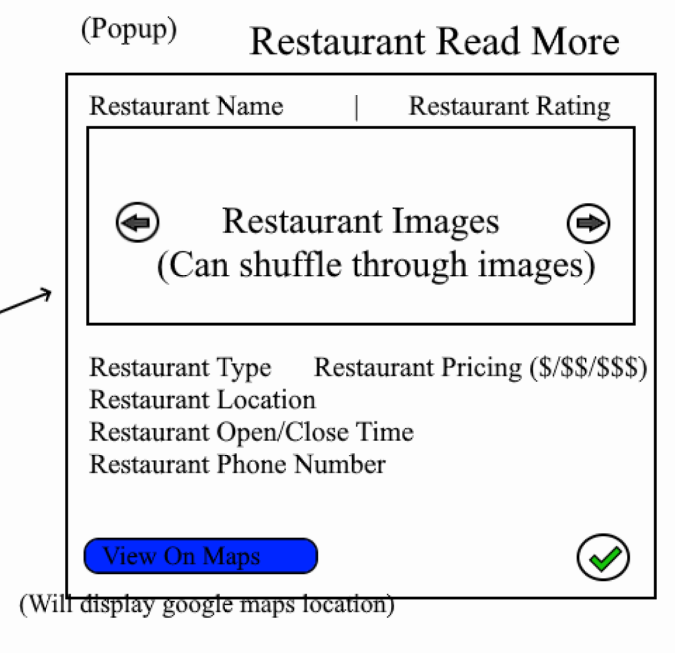 (Popup) Restaurant Read More
Restaurant Name | Restaurant Rating
Restaurant Images
(Can shuffle through images)
Restaurant Type Restaurant Pricing ($/$$/$$$)
Restaurant Location
Restaurant Open/Close Time
Restaurant Phone Number
View On Maps
(Will display google maps location)